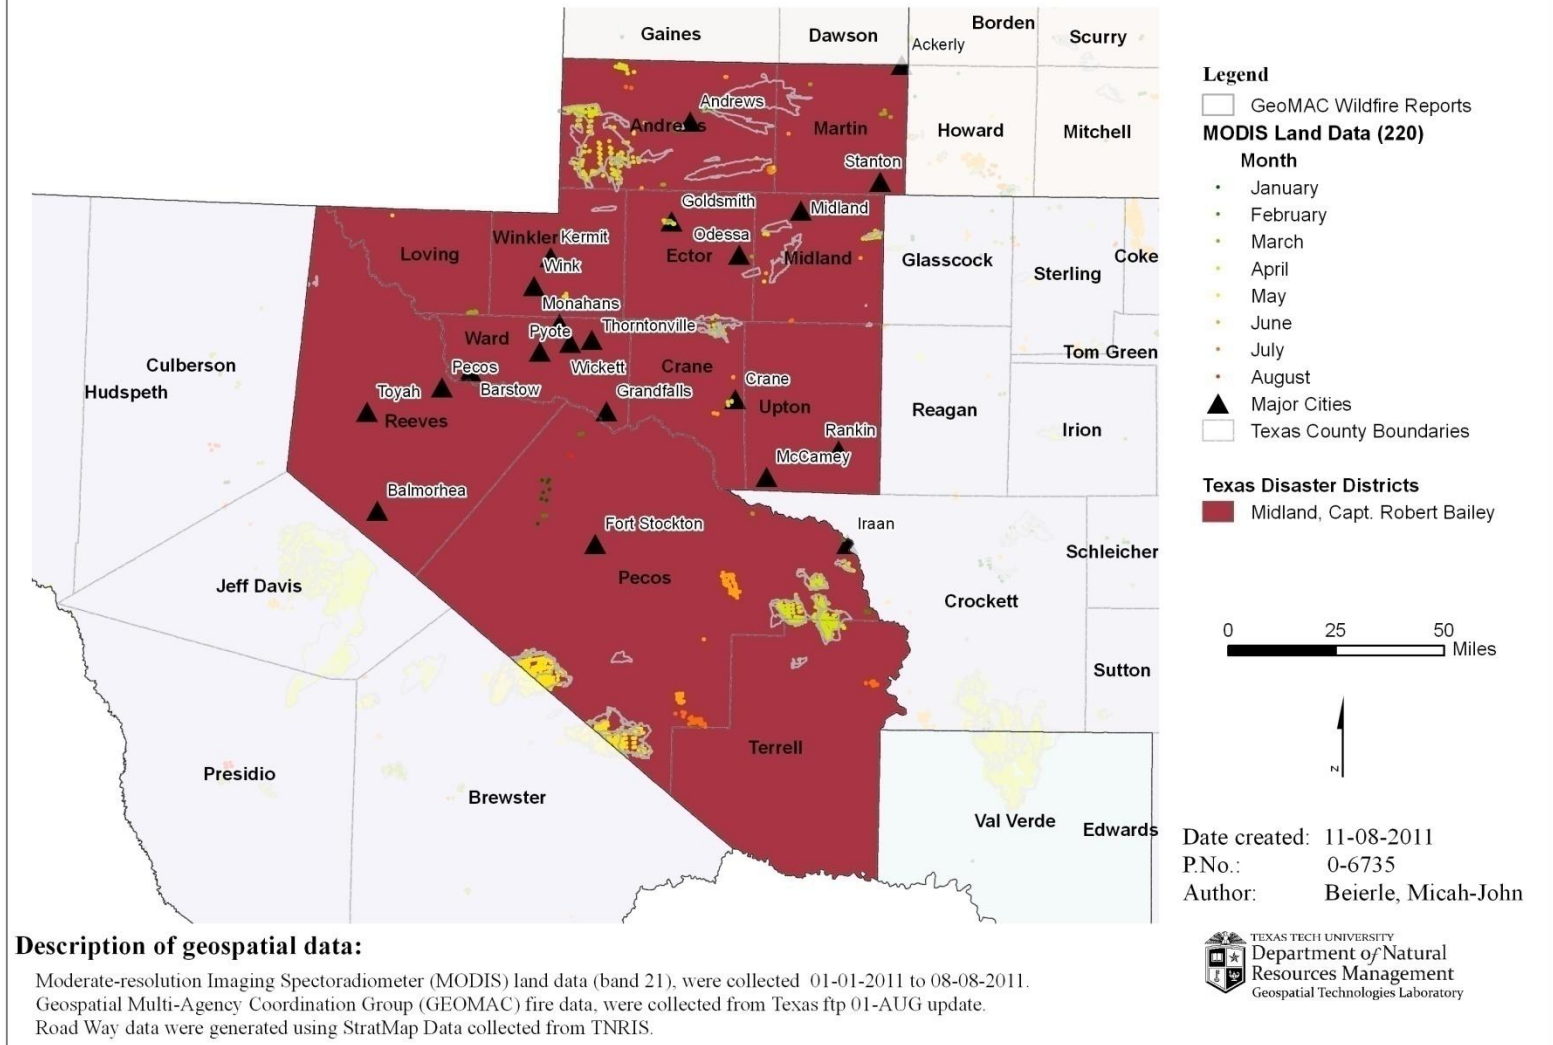 Gaines
Dawson
Borden
Scurry
Ackerly
Andrews
Andrews
Martin
Howard
Mitchell
Stanton
Goldsmith
Midland
Winkler
Kermit
Odessa
Loving
Ector
Midland
Glasscock
Coke
Wink
Sterling
Monahans
Ward
Pyote
Thorntonville
Tom Green
Culberson
Pecos
Wickett
Crane
Hudspeth
Toyah
Barstow
Grandfalls
Crane
Upton
Reagan
Reeves
Rankin
Irion
McCamey
Balmorhea
Fort Stockton
Iraan
Schleicher
Jeff Davis
Pecos
Crockett
Sutton
Terrell
Presidio
Brewster
Val Verde
Edwards
Legend
GeoMAC Wildfire Reports
MODIS Land Data (220)
Month
January
February
March
April
May
June
July
August
Major Cities
Texas County Boundaries
Texas Disaster Districts
Midland, Capt. Robert Bailey
0 25 50
Miles
N
Date created: 11-08-2011
P.No.: 0-6735
Author: Beierle, Micah-John
TEXAS TECH UNIVERSITY
Department of Natural
Resources Management
Geospatial Technologies Laboratory
Description of geospatial data:
Moderate-resolution Imaging Spectoradiometer (MODIS) land data (band 21), were collected 01-01-2011 to 08-08-2011.
Geospatial Multi-Agency Coordination Group (GEOMAC) fire data, were collected from Texas ftp 01-AUG update.
Road Way data were generated using StratMap Data collected from TNRIS.